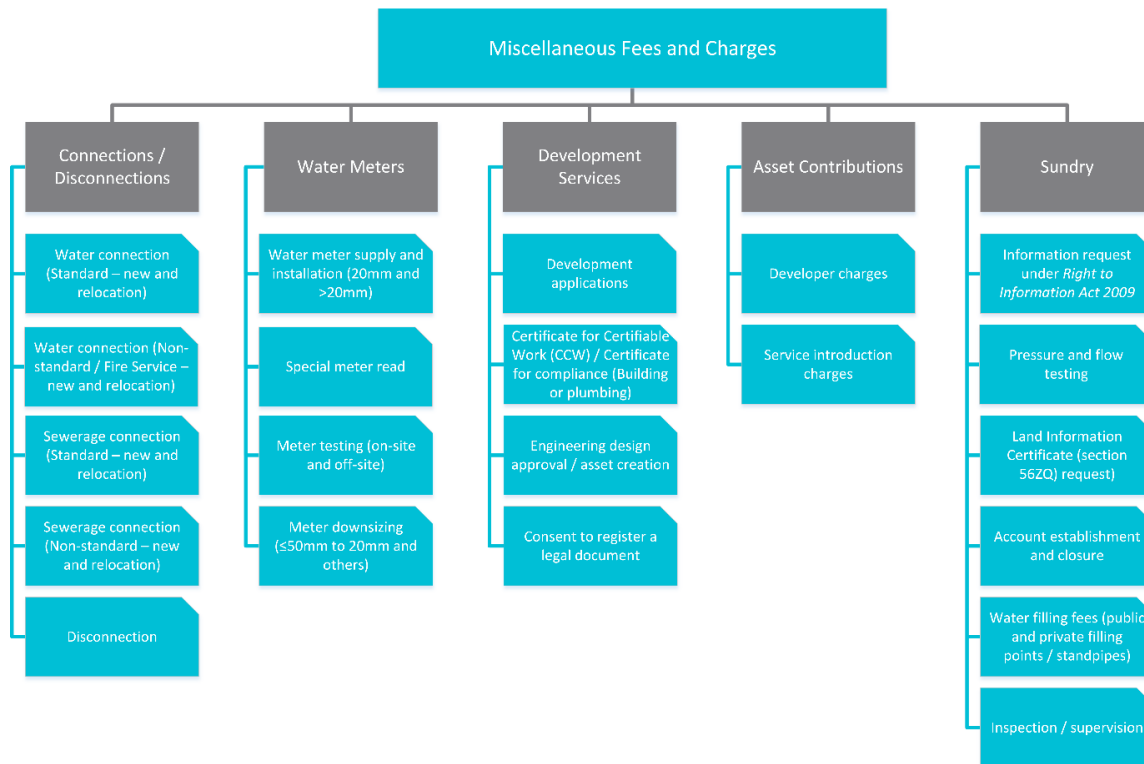 Miscellaneous Fees and Charges
Connections /
Disconnections
Water connection
(Standard – new and
relocation)
Water connection (Non-
standard / Fire Service –
new and relocation)
Sewerage connection
(Standard – new and
relocation)
Sewerage connection
(Non-standard – new
and relocation)
Disconnection
Water Meters
Water meter supply and
installation (20mm and
>20mm)
Special meter read
Meter testing (on-site
and off-site)
Meter downsizing
(≤50mm to 20mm and
others)
Development
Services
Development
applications
Certificate for Certifiable
Work (CCW) / Certificate
for compliance (Building
or plumbing)
Engineering design
approval / asset creation
Consent to register a
legal document
Asset Contributions
Developer charges
Service introduction
charges
Sundry
Information request
under Right to
Information Act 2009
Pressure and flow
testing
Land Information
Certificate (section
56ZQ) request)
Account establishment
and closure
Water filling fees (public
and private filling
points / standpipes)
Inspection / supervision